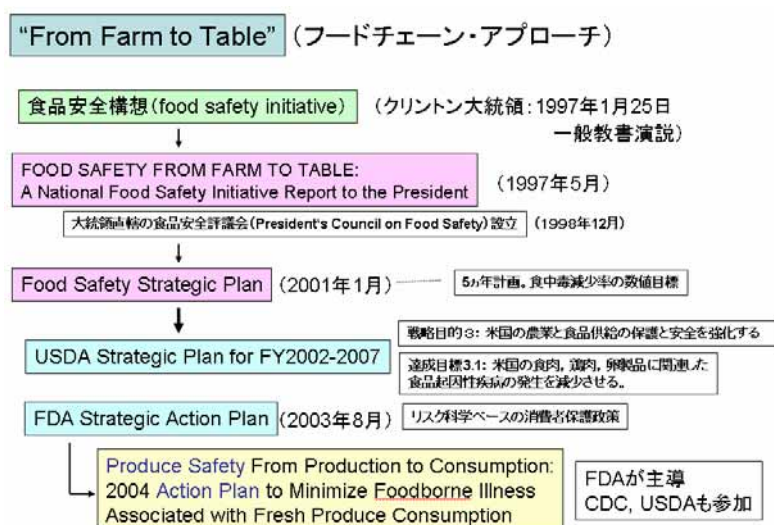 “From Farm to Table” (フードチェーン・アプローチ)
食品安全構想(food safety initiative) (クリントン大統領:1997年1月25日
一般教書演説)
FOOD SAFETY FROM FARM TO TABLE:
A National Food Safety Initiative Report to the President (1997年5月)
大統領直轄の食品安全評議会(President's Council on Food Safety)設立 (1998年12月)
Food Safety Strategic Plan (2001年1月) 5ヵ年計画。食中毒減少率の数値目標
戦略目的3: 米国の農業と食品供給の保護と安全を強化する
USDA Strategic Plan for FY2002-2007
達成目標3.1: 米国の食肉，鶏肉，卵製品に関連した
食品起因性疾病の発生を減少させる。
FDA Strategic Action Plan (2003年8月) リスク科学ベースの消費者保護政策
Produce Safety From Production to Consumption:
2004 Action Plan to Minimize Foodborne Illness
Associated with Fresh Produce Consumption
FDAが主導
CDC, USDAも参加